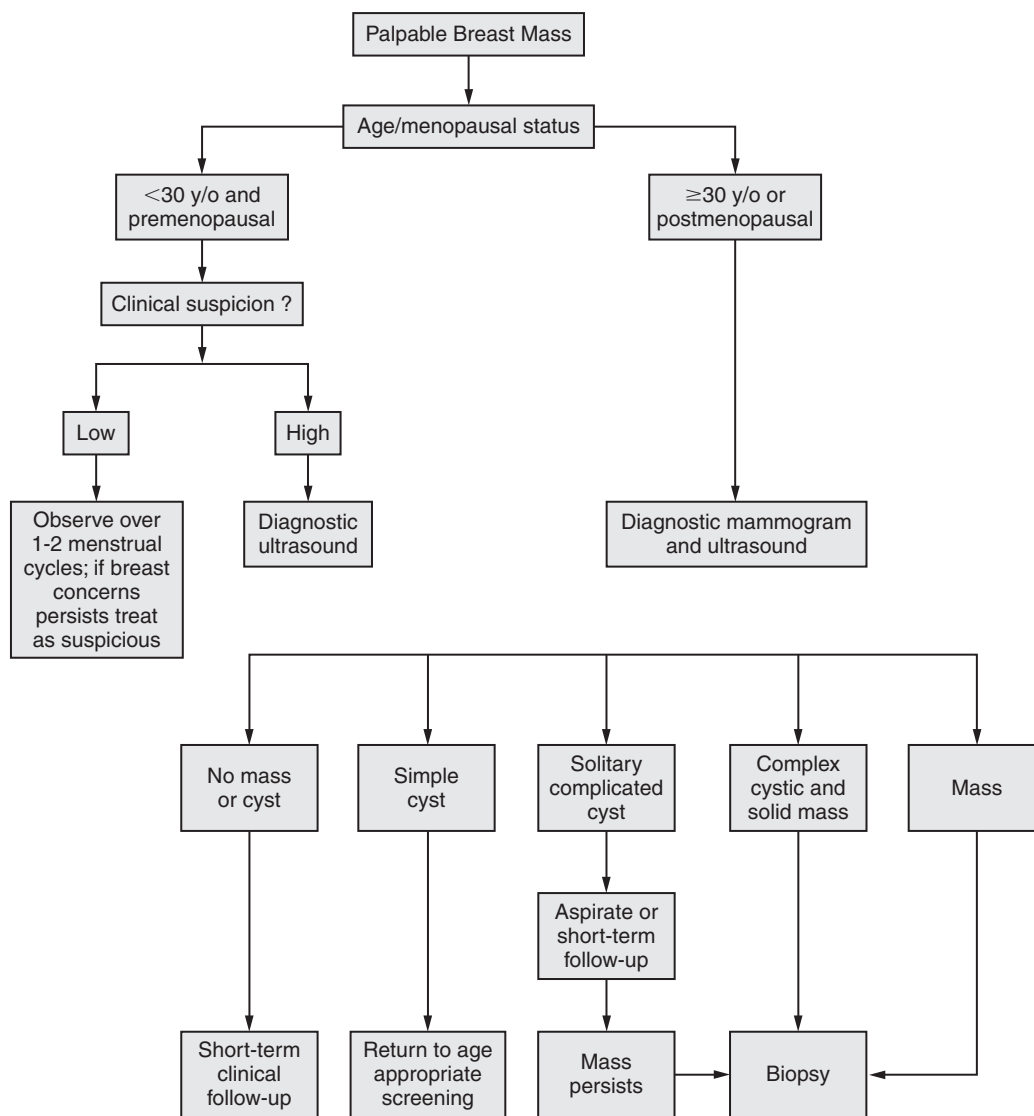 Palpable Breast Mass
Age/menopausal status
<30 y/o and
premenopausal
≥30 y/o or
postmenopausal
Clinical suspicion ?
Low
High
Observe over
1-2 menstrual
cycles; if breast
concerns
persists treat
as suspicious
Diagnostic
ultrasound
Diagnostic mammogram
and ultrasound
No mass
or cyst
Simple
cyst
Solitary
complicated
cyst
Complex
cystic and
solid mass
Mass
Aspirate or
short-term
follow-up
Short-term
clinical
follow-up
Return to age
appropriate
screening
Mass
persists
Biopsy